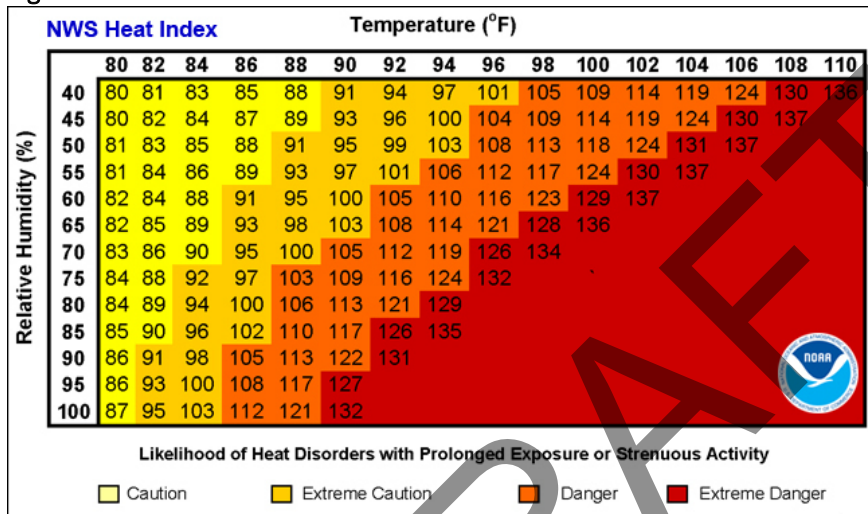 NWS Heat Index Temperature (°F)
80 82 84 86 88 90 92 94 96 98 100 102 104 106 108 110
40 80 81 83 85 88 91 94 97 101 105 109 114 119 124 130 136
45 80 82 84 87 89 93 96 100 104 109 114 119 124 130 137
50 81 83 85 88 91 95 99 103 108 113 118 124 131 137
55 81 84 86 89 93 97 101 106 112 117 124 130 137
60 82 84 88 91 95 100 105 110 116 123 129 137
65 82 85 89 93 98 103 108 114 121 128 136
70 83 86 90 95 100 105 112 119 126 134
75 84 88 92 97 103 109 116 124 132
80 84 89 94 100 106 113 121 129
85 85 90 96 102 110 117 126 135
90 86 91 98 105 113 122 131
95 86 93 100 108 117 127
100 87 95 103 112 121 132
Relative Humidity (%)
NOAA
Likelihood of Heat Disorders with Prolonged Exposure or Strenuous Activity
Caution Extreme Caution Danger Extreme Danger